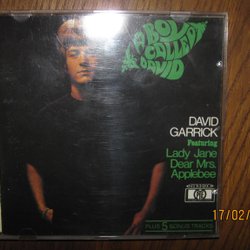 A BOY
CALLED
DAVID
DAVID
GARRICK
Featuring
Lady Jane
Dear Mrs.
Applebee
PLUS 5 BONUS TRACKS
17/02/